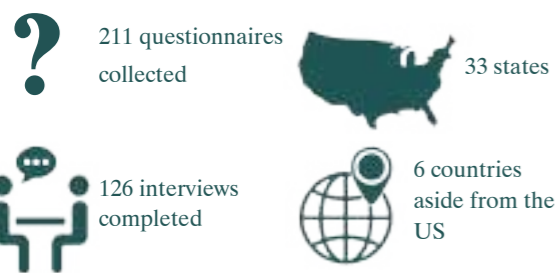 211 questionnaires
collected
33 states
126 interviews
completed
6 countries
aside from the
US